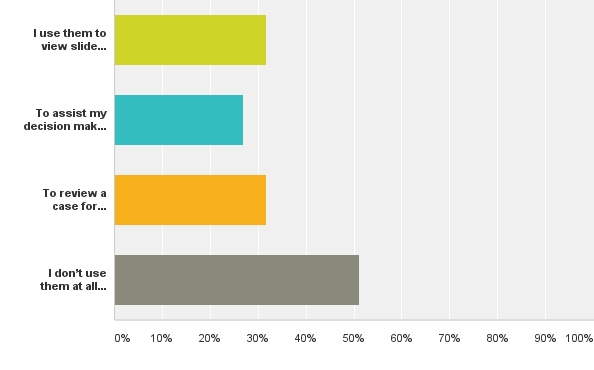 I use them to
view slide...
To assist my
decision mak...
To review a
case for...
I don't use
them at all...
0% 10% 20% 30% 40% 50% 60% 70% 80% 90% 100%